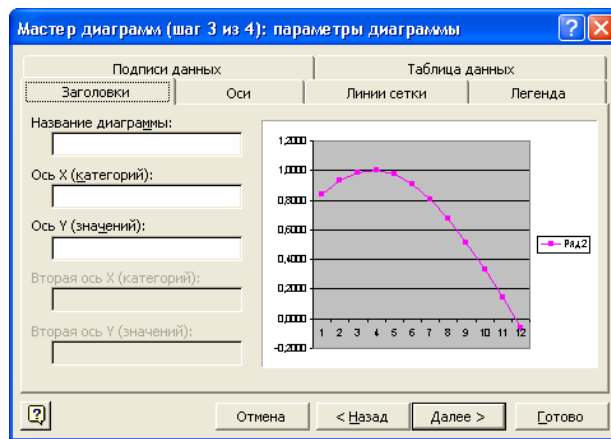 Мастер диаграмм (шаг 3 из 4): параметры диаграммы
Подписи данных
Таблица данных
Заголовки
Оси
Линии сетки
Легенда
Название диаграммы:
Ось X (категорий):
Ось Y (значений):
Вторая ось X (категорий):
Вторая ось Y (значений):
1,2000
1,0000
0,8000
0,6000
0,4000
0,2000
0,0000
-0,2000
1 2 3 4 5 6 7 8 9 10 11 12
Ряд2
Отмена
< Назад
Далее >
Готово